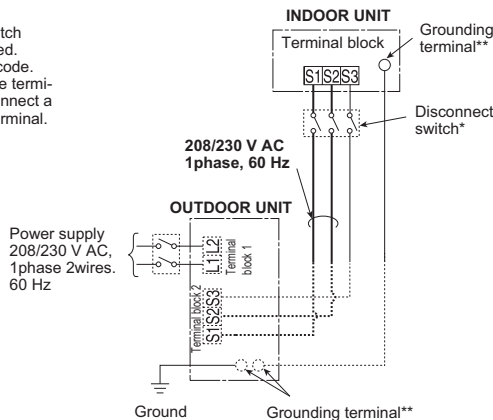 tch
ed.
code.
e termi-
nnect a
rminal.
INDOOR UNIT
Terminal block
Grounding
terminal**
S1 S2 S3
Disconnect
switch*
208/230 V AC
1phase, 60 Hz
OUTDOOR UNIT
Power supply
208/230 V AC,
1phase 2wires.
60 Hz
L1 L2
Terminal
block 1
Terminal block 2
S1 S2 S3
Ground
Grounding terminal**